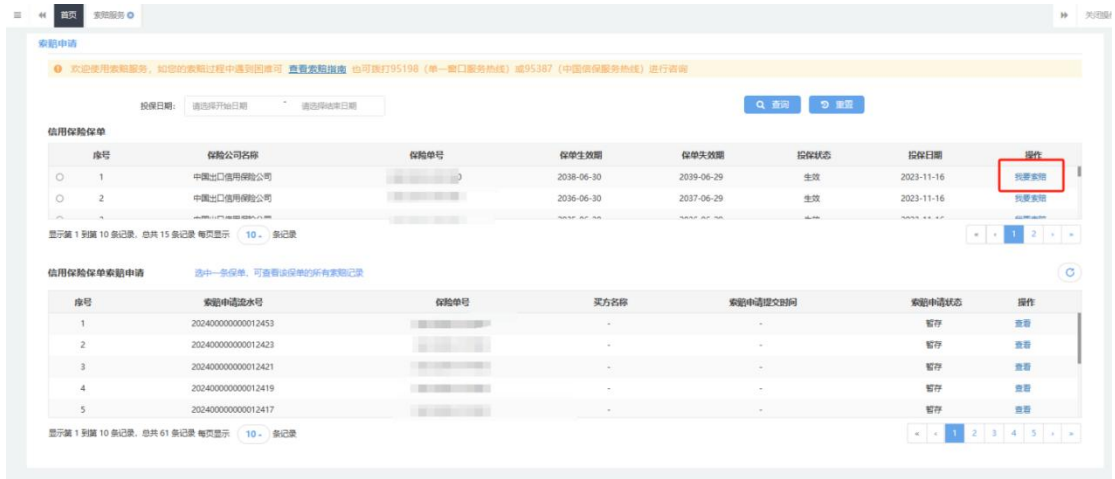 首页 索赔服务 关闭操
索赔申请
欢迎使用索赔服务，如您的索赔过程中遇到困难可 查看索赔指南 也可拨打95198（单一窗口服务热线）或95387（中国信保服务热线）进行咨询
投保日期： 请选择开始日期 - 请选择结束日期 查询 重置
信用保险保单
序号 保险公司名称 保险单号 保单生效期 保单失效期 投保状态 投保日期 操作
1 中国出口信用保险公司 2038-06-30 2039-06-29 生效 2023-11-16 我要索赔
2 中国出口信用保险公司 2036-06-30 2037-06-29 生效 2023-11-16 我要索赔
显示第 1 到第 10 条记录，总共 15 条记录 每页显示 10 条记录 « ‹ 1 2 › »
信用保险保单索赔申请 选中一条保单，可查看该保单的所有索赔记录
序号 索赔申请流水号 保险单号 买方名称 索赔申请提交时间 索赔申请状态 操作
1 202400000000012453 - - 暂存 查看
2 202400000000012423 - - 暂存 查看
3 202400000000012421 - - 暂存 查看
4 202400000000012419 - - 暂存 查看
5 202400000000012417 - - 暂存 查看
显示第 1 到第 10 条记录，总共 61 条记录 每页显示 10 条记录 « ‹ 1 2 3 4 5 › »